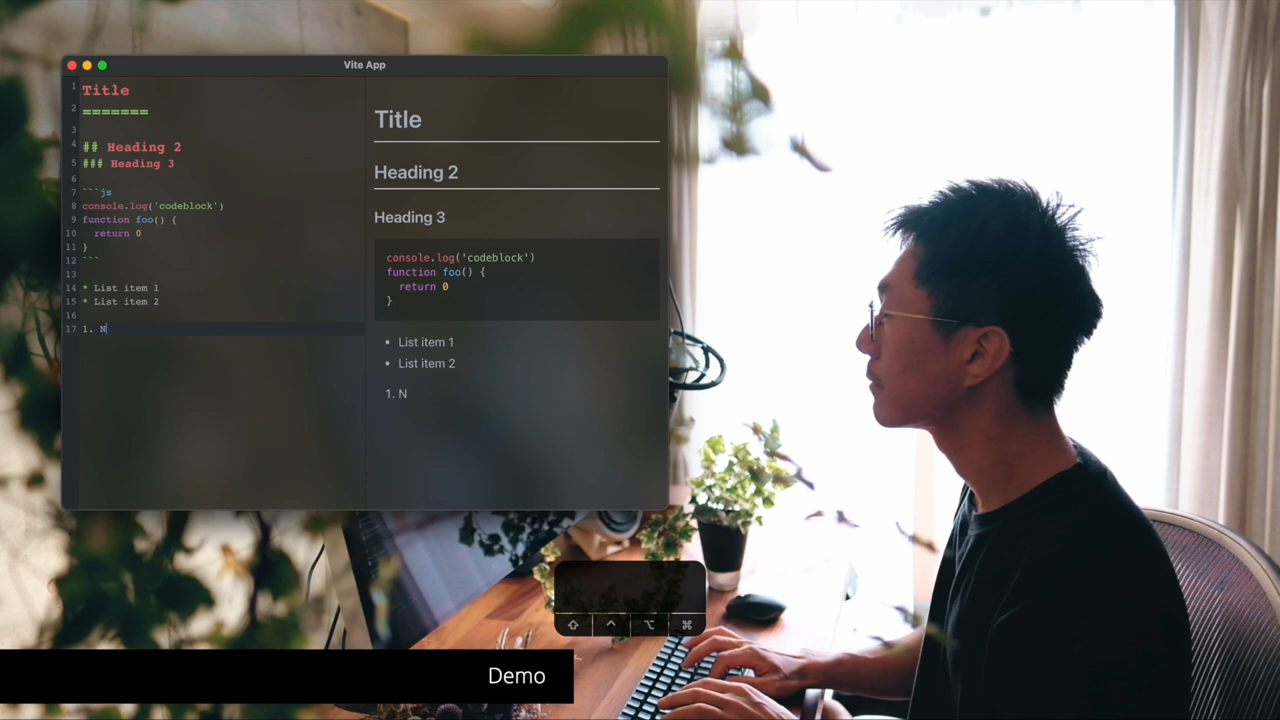 Vite App
1 Title
2 =======
3
4 ## Heading 2
5 ### Heading 3
6
7 ```js
8 console.log('codeblock')
9 function foo() {
10   return 0
11 }
12 ```
13
14 * List item 1
15 * List item 2
16
17 1. N
Title
Heading 2
Heading 3
console.log('codeblock')
function foo() {
  return 0
}
• List item 1
• List item 2
1. N
⇧ ^ ⌥ ⌘
Demo